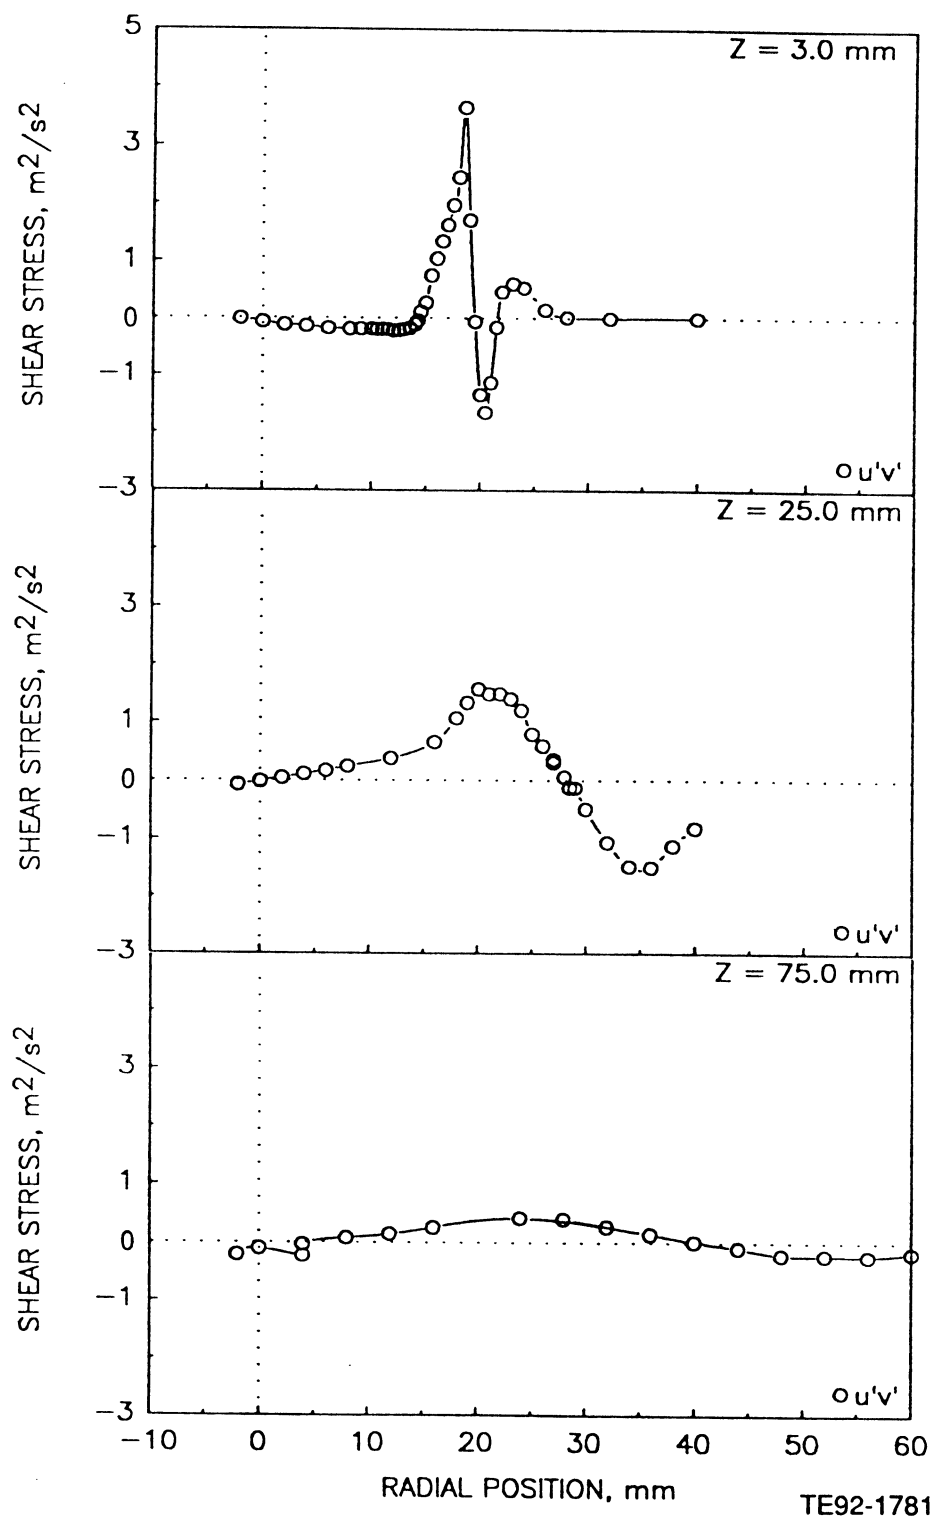 5
Z = 3.0 mm
3
SHEAR STRESS, m2/s2
1
0
−1
−3
u'v'
Z = 25.0 mm
3
SHEAR STRESS, m2/s2
1
0
−1
−3
u'v'
Z = 75.0 mm
3
SHEAR STRESS, m2/s2
1
0
−1
−3
u'v'
−10 0 10 20 30 40 50 60
RADIAL POSITION, mm
TE92-1781